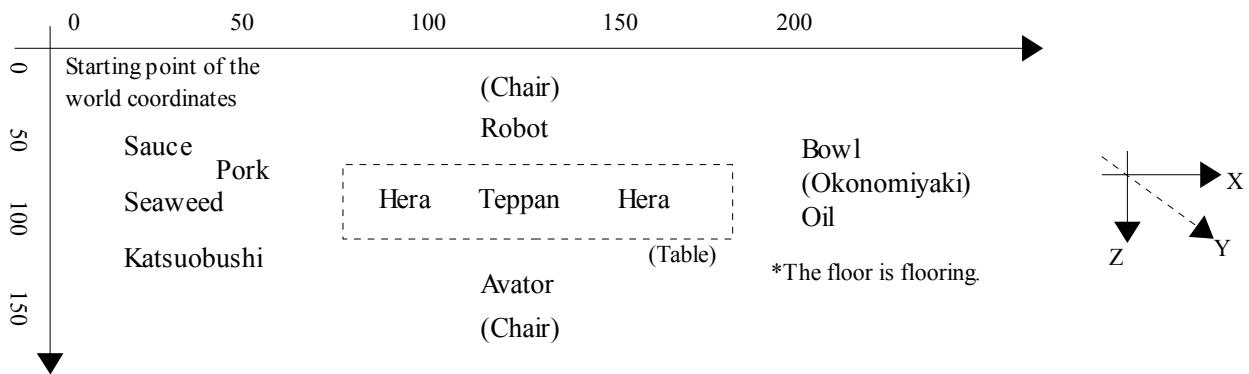 0 50 100 150 200
0
50
100
150
Starting point of the
world coordinates
(Chair)
Robot
Sauce
Pork
Seaweed
Katsuobushi
Hera Teppan Hera
(Table)
Avator
(Chair)
Bowl
(Okonomiyaki)
Oil
*The floor is flooring.
X
Y
Z